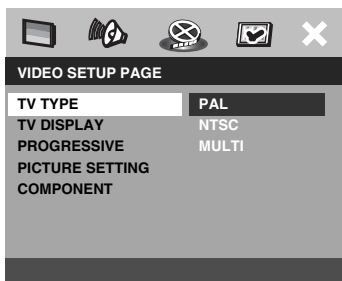 VIDEO SETUP PAGE
TV TYPE PAL
TV DISPLAY NTSC
PROGRESSIVE MULTI
PICTURE SETTING
COMPONENT